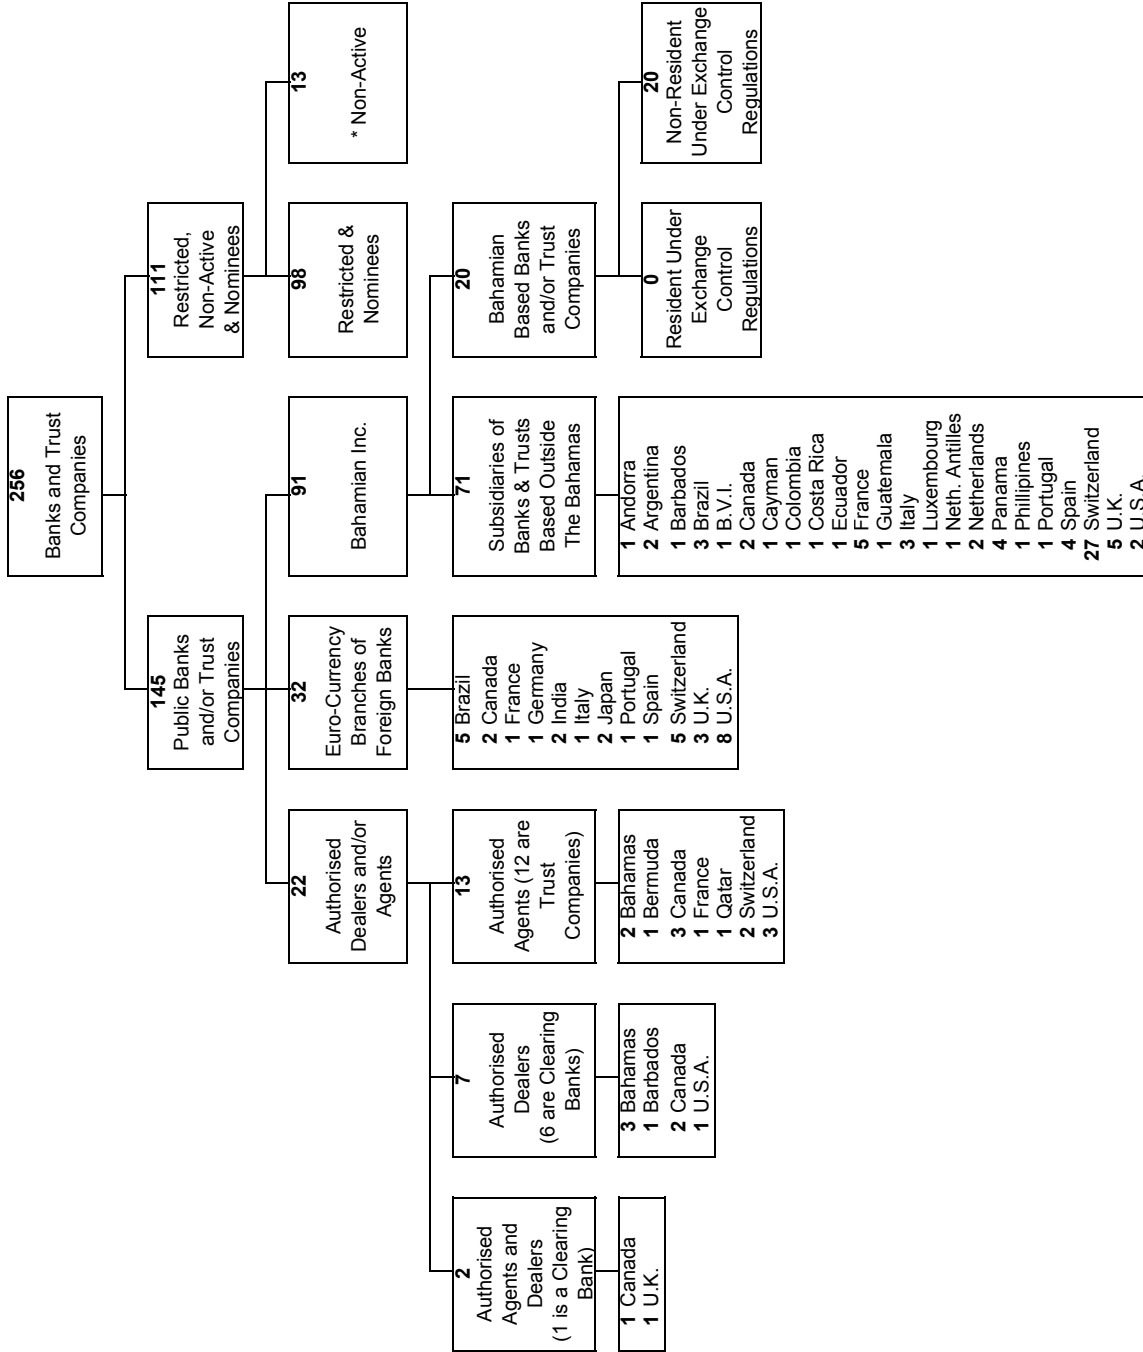 256
Banks and Trust
Companies
145
Public Banks
and/or Trust
Companies
111
Restricted,
Non-Active
& Nominees
22
Authorised
Dealers and/or
Agents
32
Euro-Currency
Branches of
Foreign Banks
91
Bahamian Inc.
98
Restricted &
Nominees
13
* Non-Active
2
Authorised
Agents and
Dealers
(1 is a Clearing
Bank)
7
Authorised
Dealers
(6 are Clearing
Banks)
13
Authorised
Agents (12 are
Trust
Companies)
5 Brazil
2 Canada
1 France
1 Germany
2 India
1 Italy
2 Japan
1 Portugal
1 Spain
5 Switzerland
3 U.K.
8 U.S.A.
71
Subsidiaries of
Banks & Trusts
Based Outside
The Bahamas
20
Bahamian
Based Banks
and/or Trust
Companies
1 Canada
1 U.K.
3 Bahamas
1 Barbados
2 Canada
1 U.S.A.
2 Bahamas
1 Bermuda
3 Canada
1 France
1 Qatar
2 Switzerland
3 U.S.A.
1 Andorra
2 Argentina
1 Barbados
3 Brazil
1 B.V.I.
2 Canada
1 Cayman
1 Colombia
1 Costa Rica
1 Ecuador
5 France
1 Guatemala
3 Italy
1 Luxembourg
1 Neth. Antilles
2 Netherlands
4 Panama
1 Phillipines
1 Portugal
4 Spain
27 Switzerland
5 U.K.
2 U.S.A.
0
Resident Under
Exchange
Control
Regulations
20
Non-Resident
Under Exchange
Control
Regulations